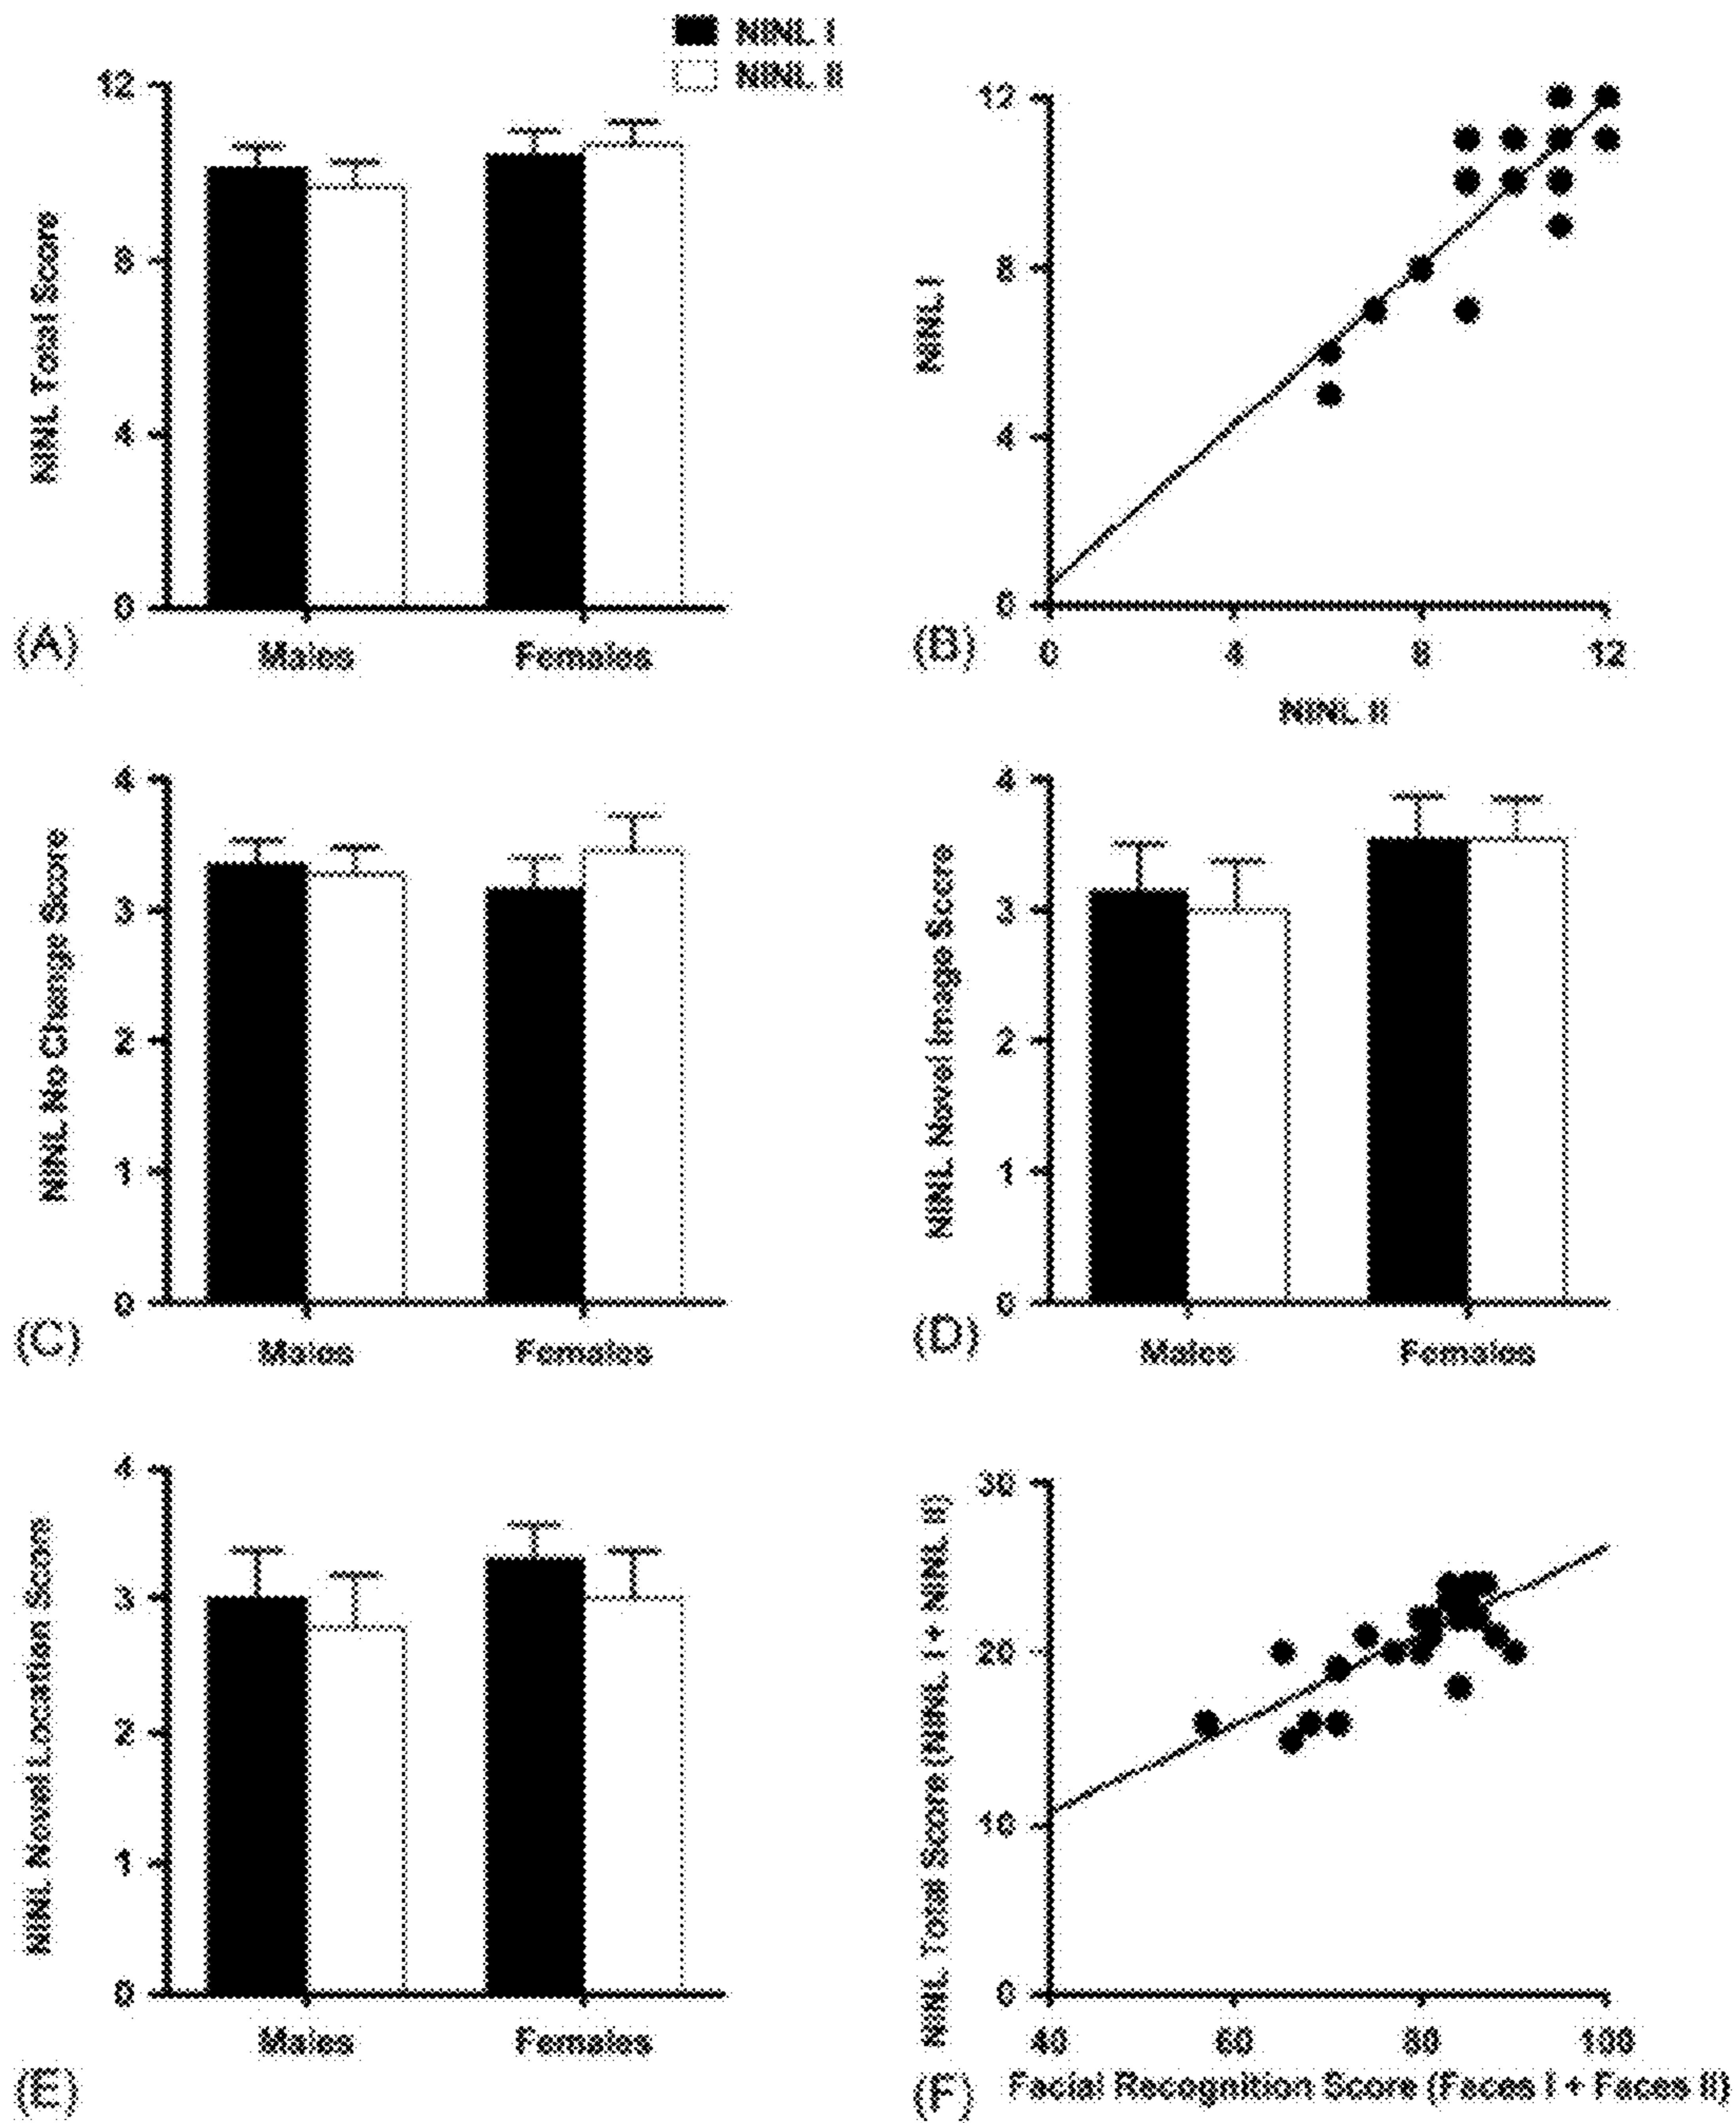 NINL I
NINL II
NINL Total Score
12
8
4
0
Males
Females
(A)
NINL I
12
8
4
0
0
4
8
12
NINL II
(B)
NINL No Change Score
4
3
2
1
0
Males
Females
(C)
NINL Novel Image Score
4
3
2
1
0
Males
Females
(D)
NINL Novel Location Score
4
3
2
1
0
Males
Females
(E)
NINL Total Score (NINL I + NINL II)
30
20
10
0
40
60
80
100
(F)
Facial Recognition Score (Faces I + Faces II)